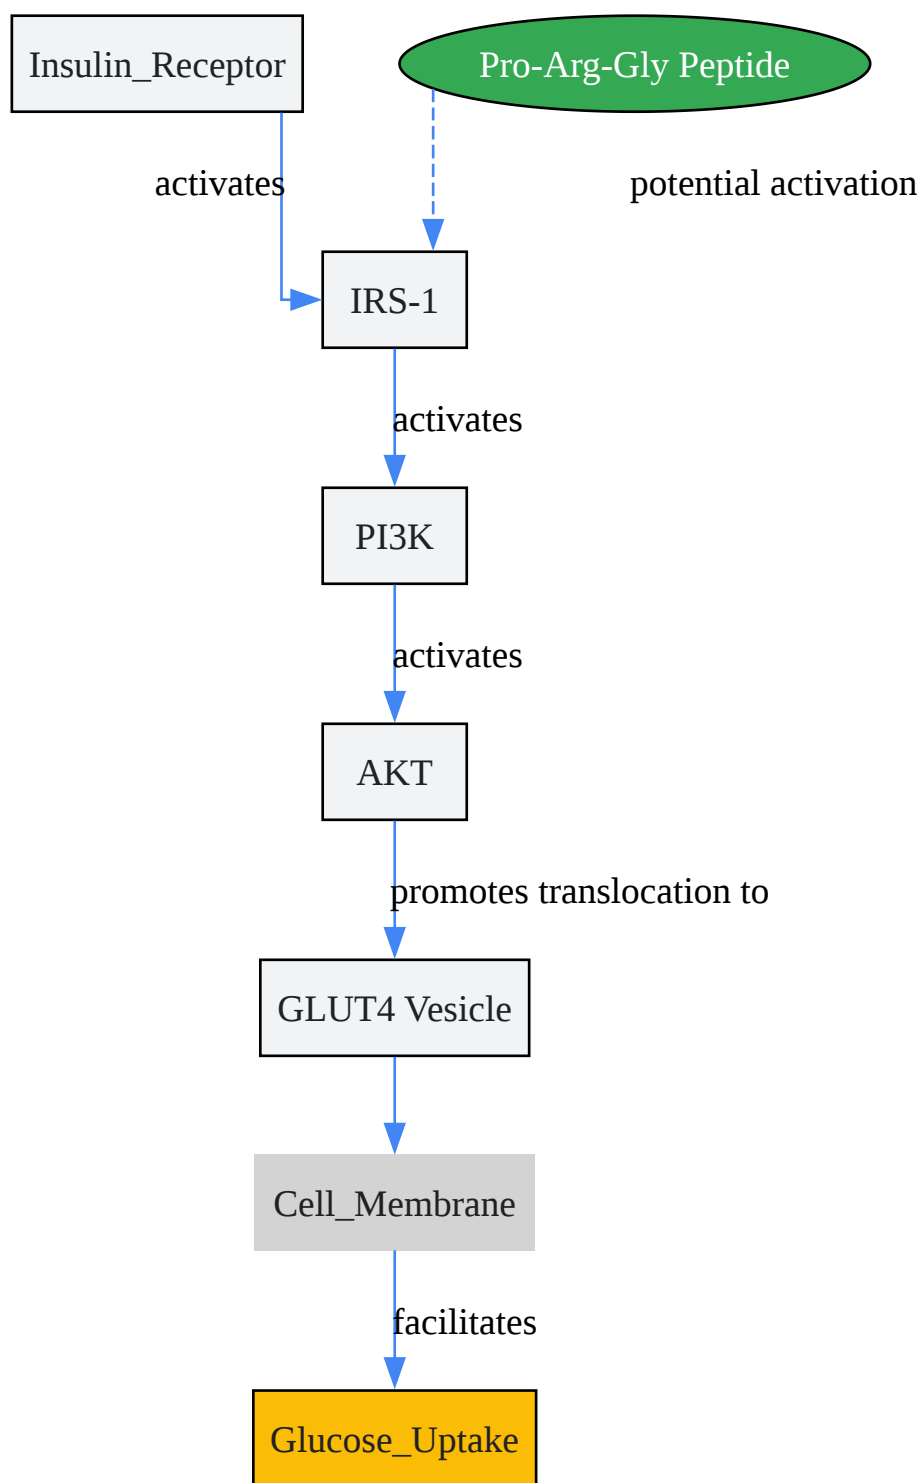 Insulin_Receptor
Pro-Arg-Gly Peptide
activates
potential activation
IRS-1
activates
PI3K
activates
AKT
promotes translocation to
GLUT4 Vesicle
Cell_Membrane
facilitates
Glucose_Uptake